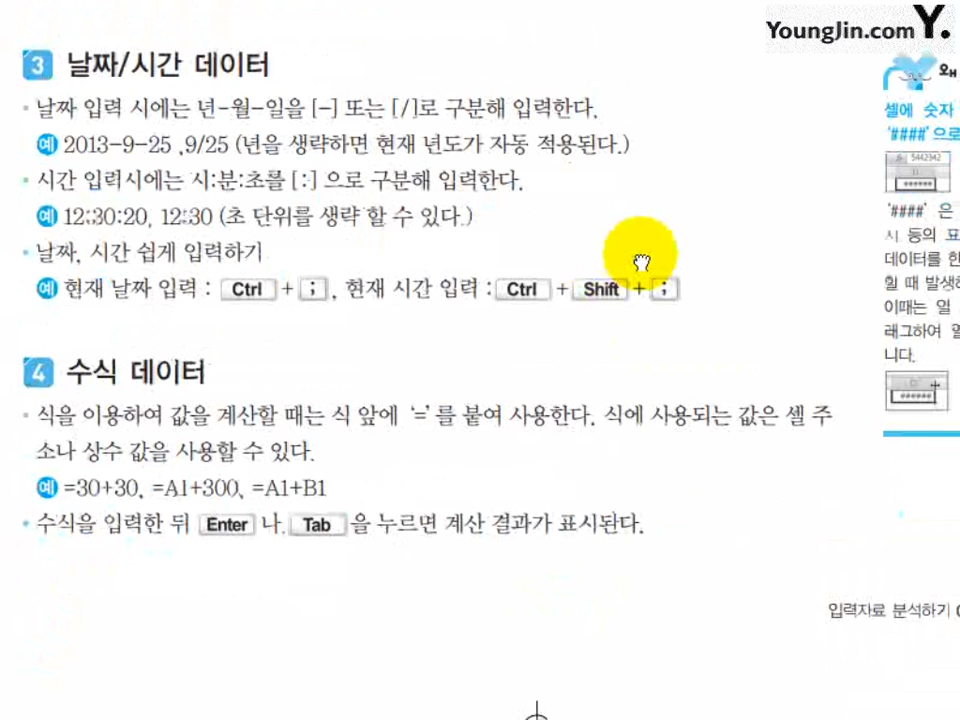 YoungJin.com Y.
3 날짜/시간 데이터
• 날짜 입력 시에는 년-월-일을 [-] 또는 [/]로 구분해 입력한다.
예 2013-9-25 ,9/25 (년을 생략하면 현재 년도가 자동 적용된다.)
• 시간 입력시에는 시:분:초를 [:] 으로 구분해 입력한다.
예 12:30:20, 12:30 (초 단위를 생략 할 수 있다.)
• 날짜, 시간 쉽게 입력하기
예 현재 날짜 입력 : Ctrl + ; , 현재 시간 입력 : Ctrl + Shift + ;
4 수식 데이터
• 식을 이용하여 값을 계산할 때는 식 앞에 '='를 붙여 사용한다. 식에 사용되는 값은 셀 주
소나 상수 값을 사용할 수 있다.
예 =30+30, =A1+300, =A1+B1
• 수식을 입력한 뒤 Enter 나, Tab 을 누르면 계산 결과가 표시된다.
셀에 숫자
'####'으로
5442342
######
'####' 은
시 등의 표
데이터를 한
할 때 발생
이때는 일
래그하여 열
니다.
######
입력자료 분석하기